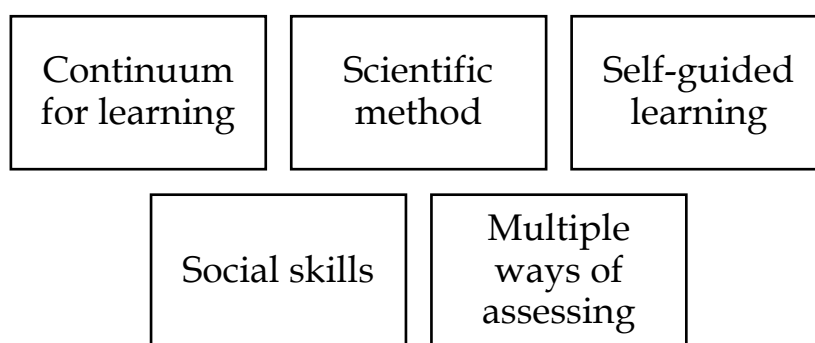 Continuum
for learning
Scientific
method
Self-guided
learning
Social skills
Multiple
ways of
assessing